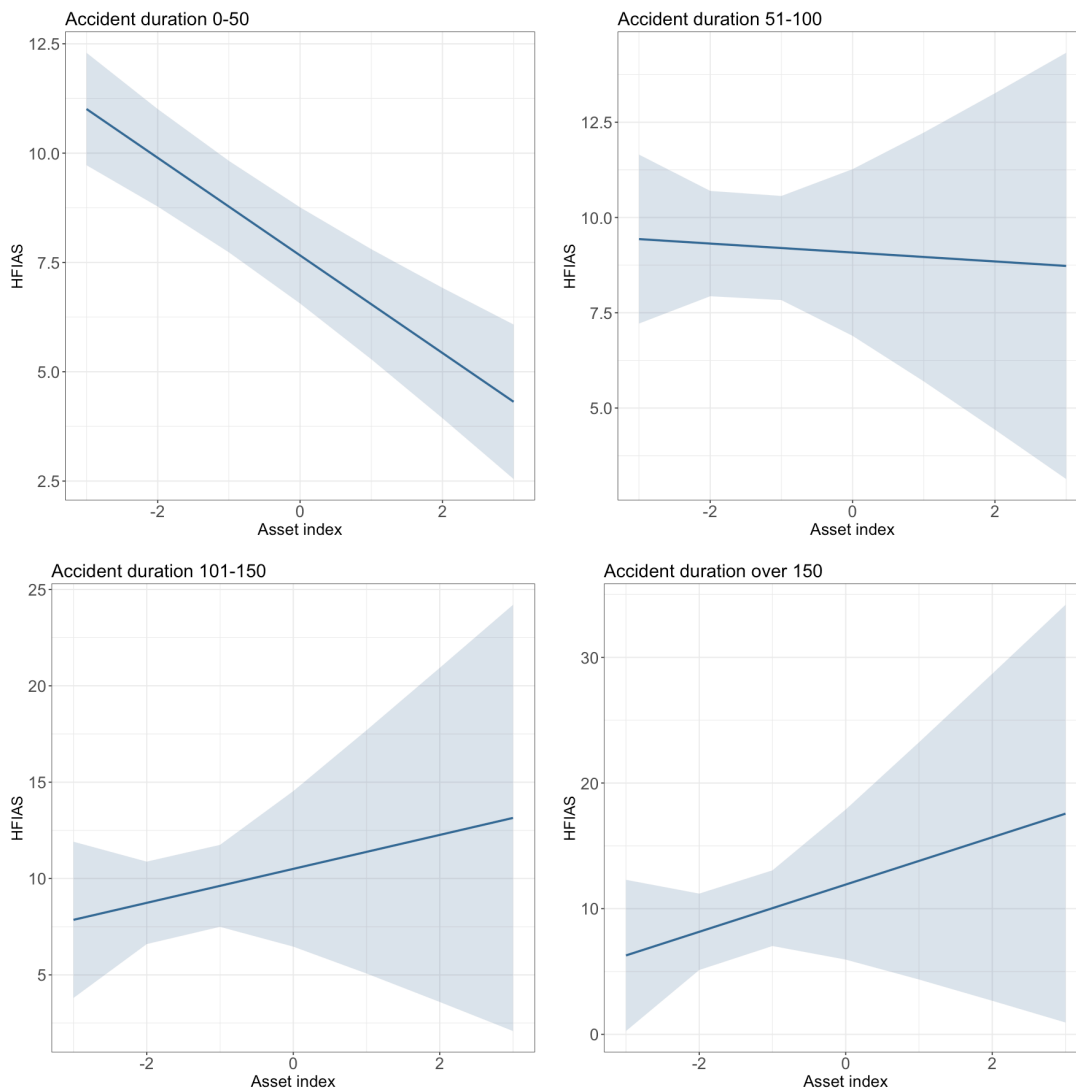 Accident duration 0-50
12.5
10.0
7.5
5.0
2.5
HFIAS
-2 0 2
Asset index
Accident duration 51-100
12.5
10.0
7.5
5.0
HFIAS
-2 0 2
Asset index
Accident duration 101-150
25
20
15
10
5
HFIAS
-2 0 2
Asset index
Accident duration over 150
30
20
10
0
HFIAS
-2 0 2
Asset index